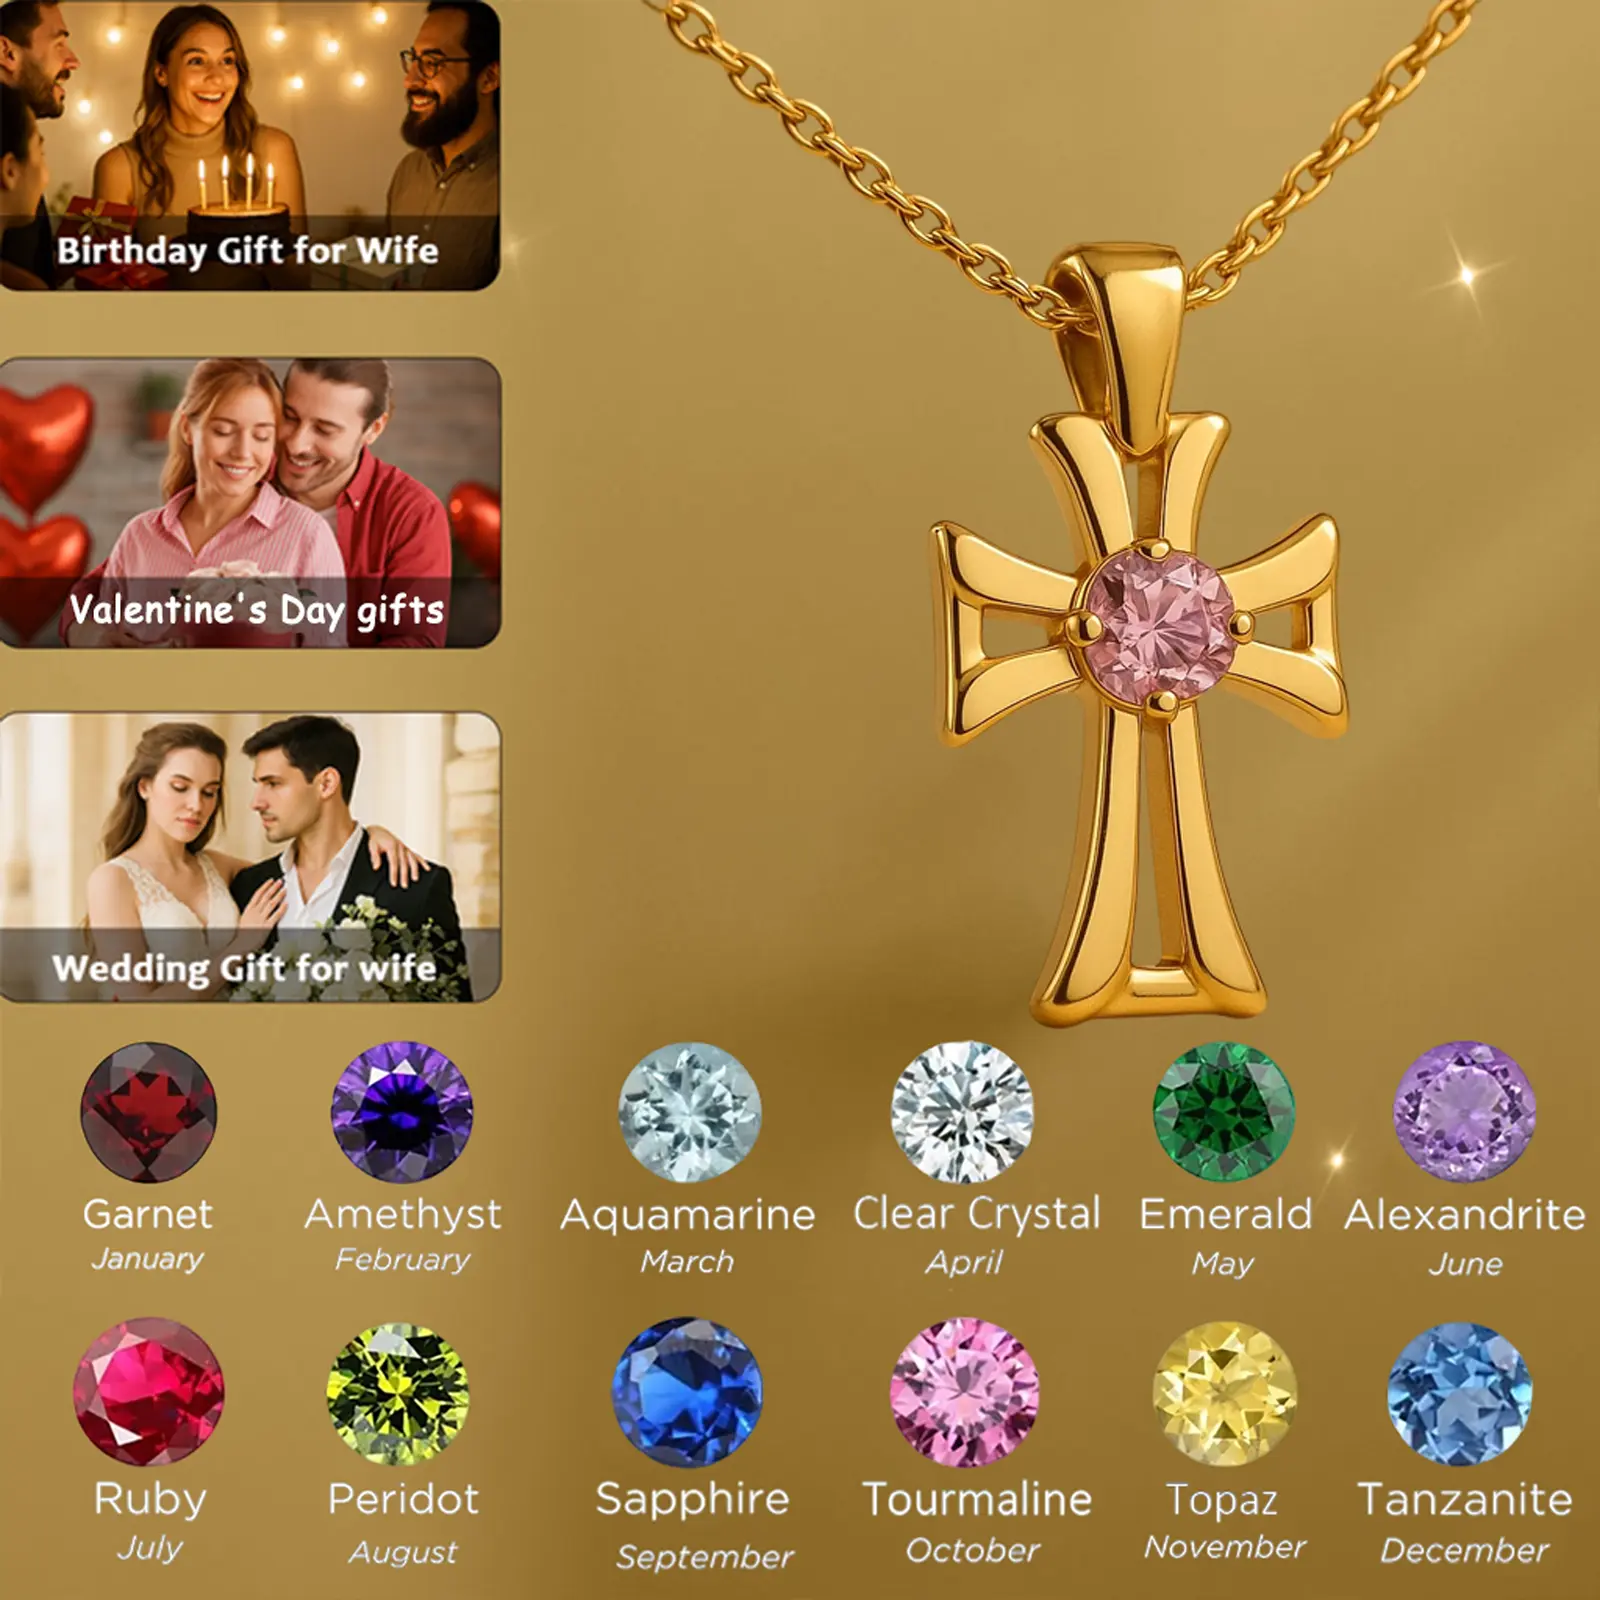 Birthday Gift for Wife
Valentine's Day gifts
Wedding Gift for wife
Garnet
January
Amethyst
February
Aquamarine
March
Clear Crystal
April
Emerald
May
Alexandrite
June
Ruby
July
Peridot
August
Sapphire
September
Tourmaline
October
Topaz
November
Tanzanite
December